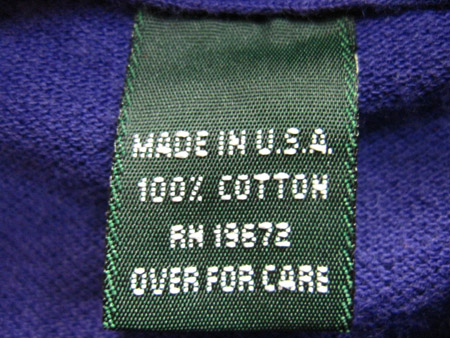 MADE IN U.S.A.
100% COTTON
RN 19672
OVER FOR CARE